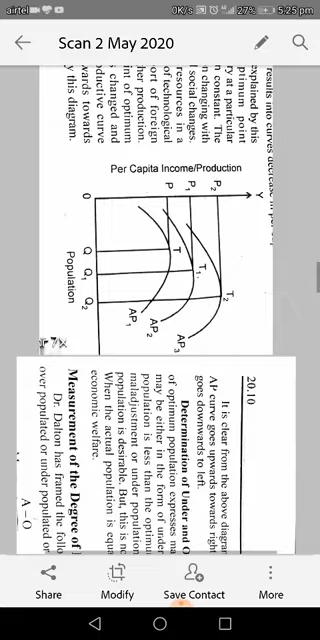 airtel 0K/s 27% 5:25 pm
Scan 2 May 2020
results into curves decrease in
explained by this
ptimum point
ry at a particular
n constant. The
n changing with
l social changes.
resources in a
of technological
ort of foreign
her production.
int of optimum
s changed and
oductive curve
wards towards
y this diagram.
Per Capita Income/Production
Y
P2
P1
P
O
T2
T1
T
AP3
AP2
AP1
Q
Q1
Q2
Population
20.10
It is clear from the above diagra
AP curve goes upwards towards right
goes downwards to left.
Determination of Under and O
of optimum population expresses ma
may be either in the form of under
population is less than the optimu
maladjustment or under population
population is desirable. But, this is n
When the actual population is equa
economic welfare.
Measurement of the Degree of
Dr. Dalton has framed the follo
over populated or under populated or
A – O
Share
Modify
Save Contact
More